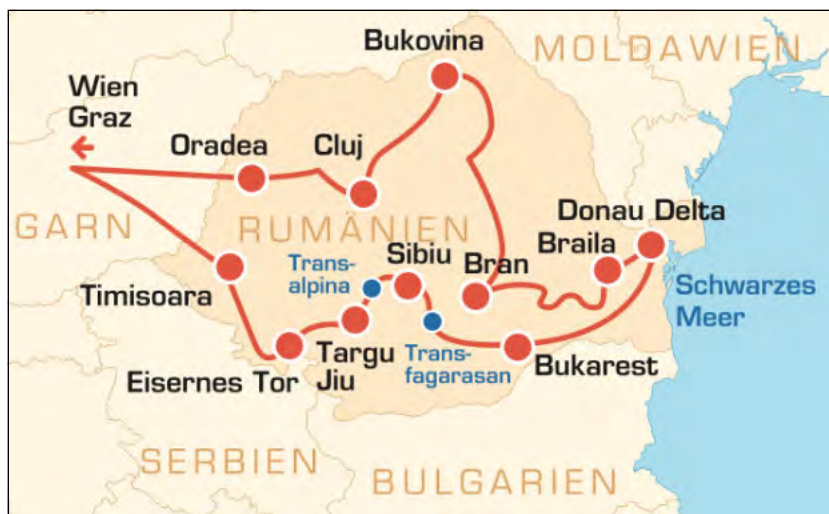 Bukovina
MOLDAWIEN
Wien
Graz
Oradea
Cluj
GARN
RUMÄNIEN
Donau Delta
Braila
Sibiu
Bran
Trans-
alpina
Timisoara
Schwarzes
Meer
Targu
Jiu
Trans-
fagarasan
Bukarest
Eisernes Tor
SERBIEN
BULGARIEN